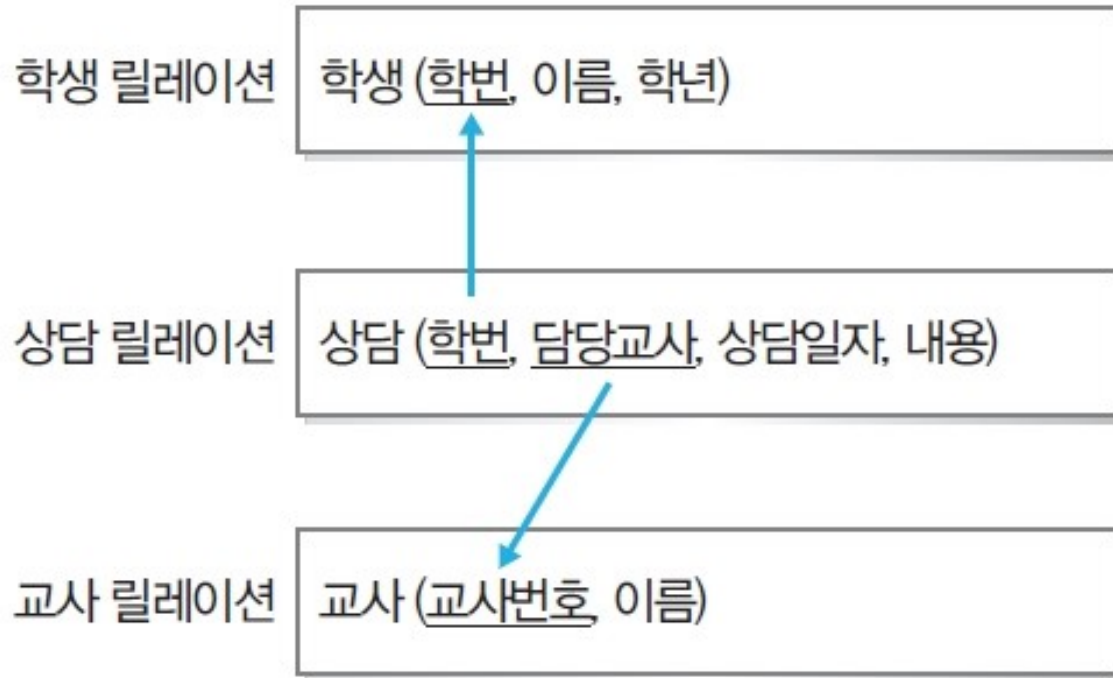 학생 릴레이션 학생 (학번, 이름, 학년)
상담 릴레이션 상담 (학번, 담당교사, 상담일자, 내용)
교사 릴레이션 교사 (교사번호, 이름)